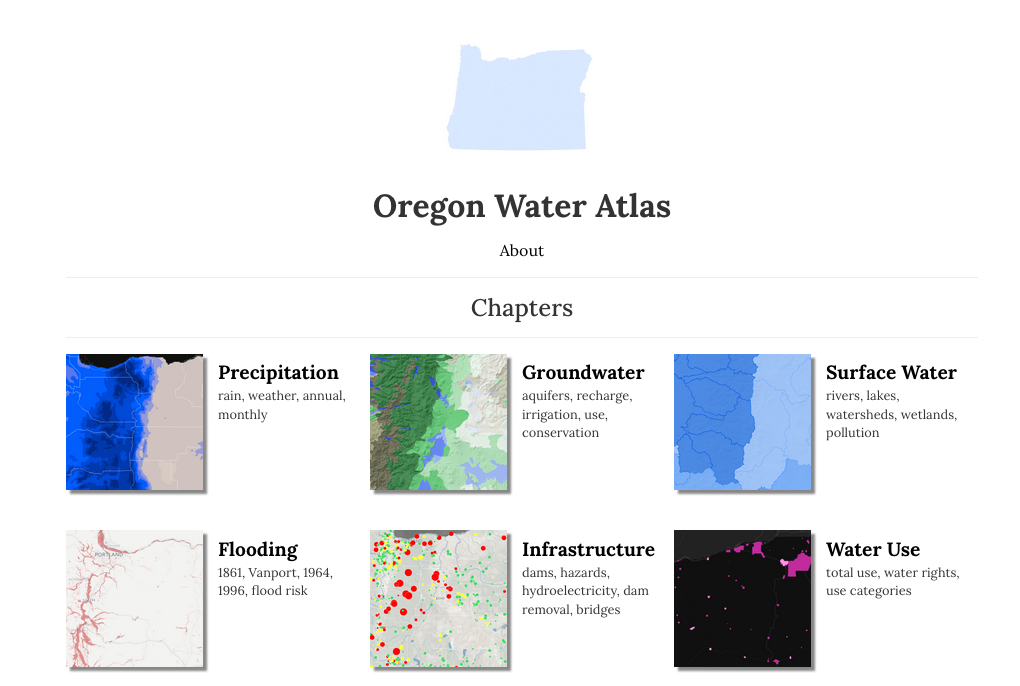 Oregon Water Atlas
About
Chapters
Precipitation
rain, weather, annual,
monthly
Groundwater
aquifers, recharge,
irrigation, use,
conservation
Surface Water
rivers, lakes,
watersheds, wetlands,
pollution
PORTLAND
Flooding
1861, Vanport, 1964,
1996, flood risk
Infrastructure
dams, hazards,
hydroelectricity, dam
removal, bridges
Water Use
total use, water rights,
use categories